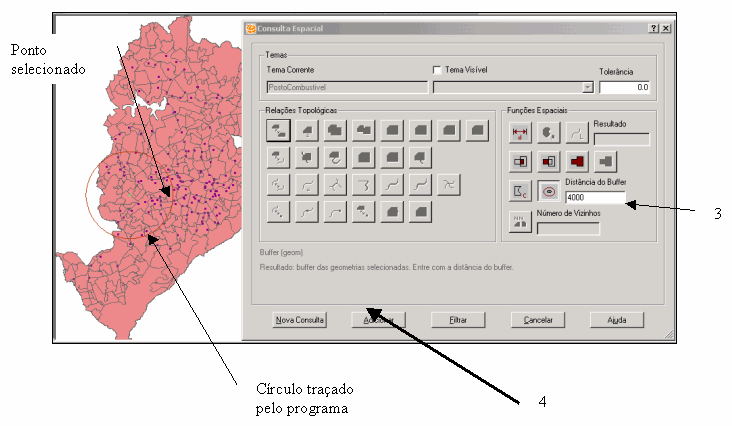 Consulta Espacial
Ponto
selecionado
Temas
Tema Corrente
Tema Visível
Tolerância
PostoCombustivel
0.0
Relações Topológicas
Funções Espaciais
Resultado
Distância do Buffer
4000
3
Número de Vizinhos
NN
Buffer (geom)
Resultado: buffer das geometrias selecionadas. Entre com a distância do buffer.
Nova Consulta
Adicionar
Filtrar
Cancelar
Ajuda
Círculo traçado
pelo programa
4